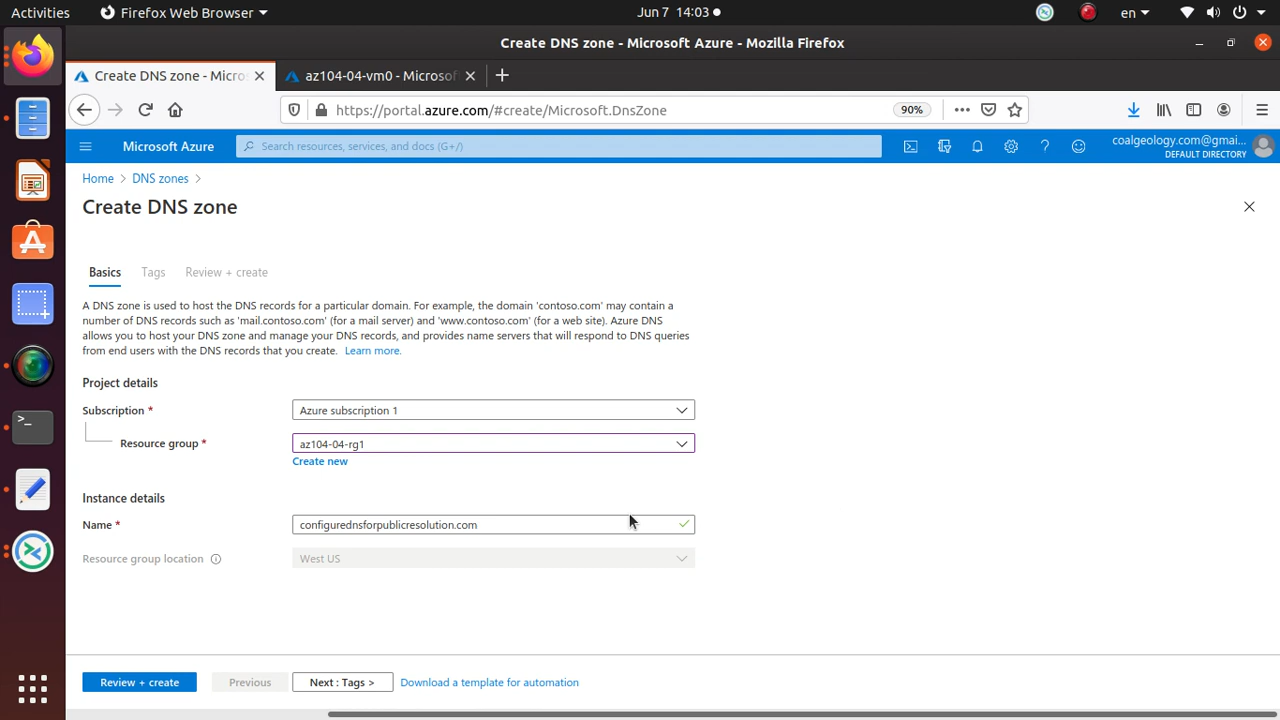 Activities
Firefox Web Browser
Jun 7 14:03
en
Create DNS zone - Microsoft Azure - Mozilla Firefox
Create DNS zone - Micro
az104-04-vm0 - Microsof
https://portal.azure.com/#create/Microsoft.DnsZone
90%
Microsoft Azure
Search resources, services, and docs (G+/)
coalgeology.com@gmai...
DEFAULT DIRECTORY
Home > DNS zones >
Create DNS zone
Basics
Tags
Review + create
A DNS zone is used to host the DNS records for a particular domain. For example, the domain 'contoso.com' may contain a
number of DNS records such as 'mail.contoso.com' (for a mail server) and 'www.contoso.com' (for a web site). Azure DNS
allows you to host your DNS zone and manage your DNS records, and provides name servers that will respond to DNS queries
from end users with the DNS records that you create. Learn more.
Project details
Subscription *
Azure subscription 1
Resource group *
az104-04-rg1
Create new
Instance details
Name *
configurednsforpublicresolution.com
Resource group location
West US
Review + create
Previous
Next : Tags >
Download a template for automation